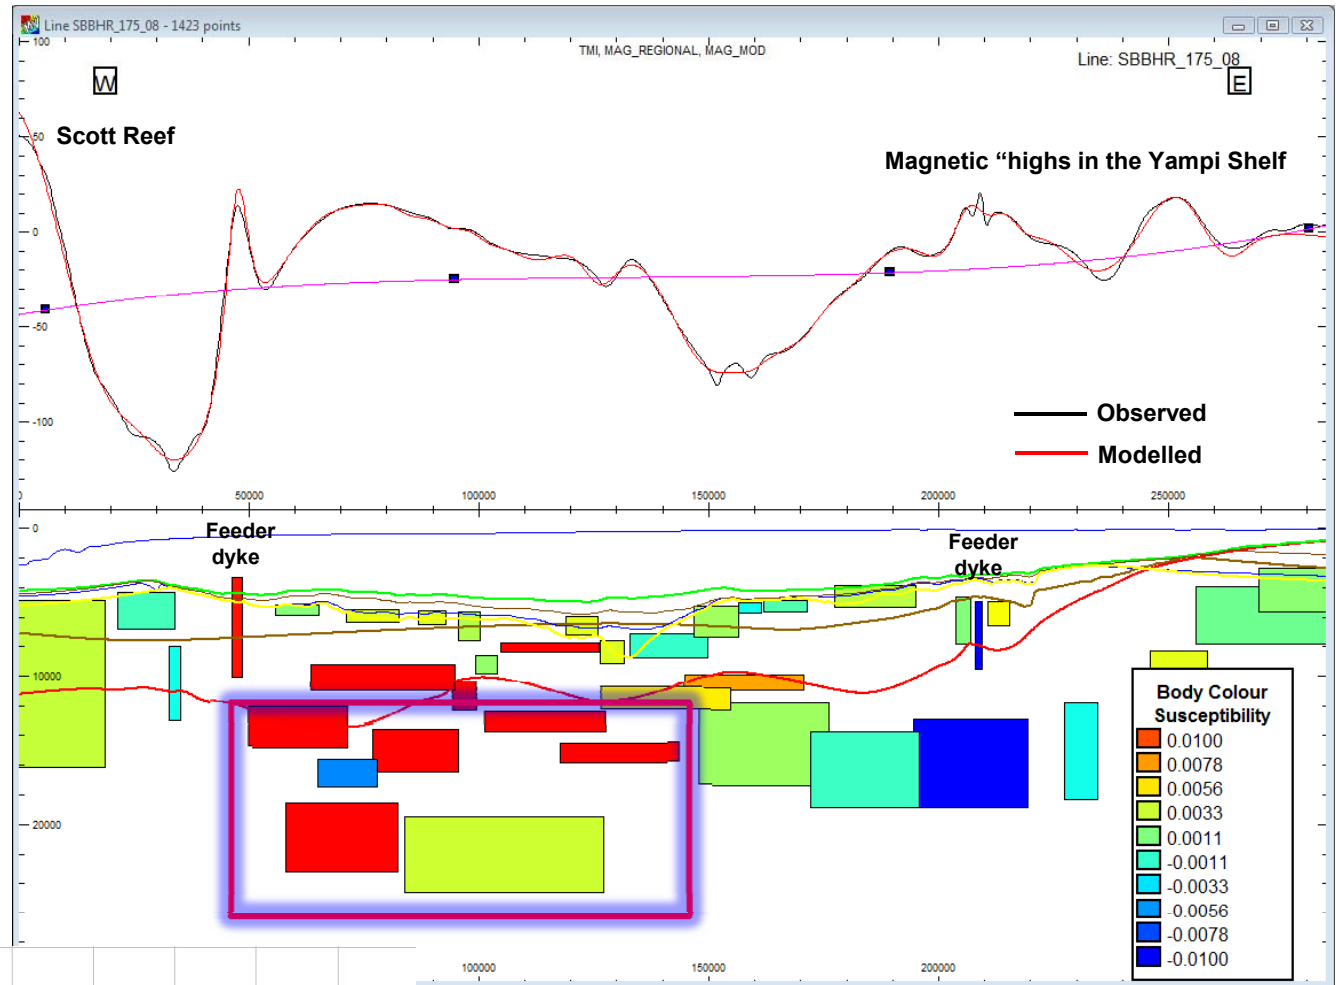 Line SBBHR_175_08 - 1423 points
100
TMI, MAG_REGIONAL, MAG_MOD
Line: SBBHR_175_08
W
E
50
Scott Reef
Magnetic “highs in the Yampi Shelf
0
-50
Observed
-100
Modelled
0 50000 100000 150000 200000 250000
0
Feeder
dyke
Feeder
dyke
10000
Body Colour
Susceptibility
0.0100
0.0078
0.0056
0.0033
20000
0.0011
-0.0011
-0.0033
-0.0056
-0.0078
-0.0100
100000 150000 200000